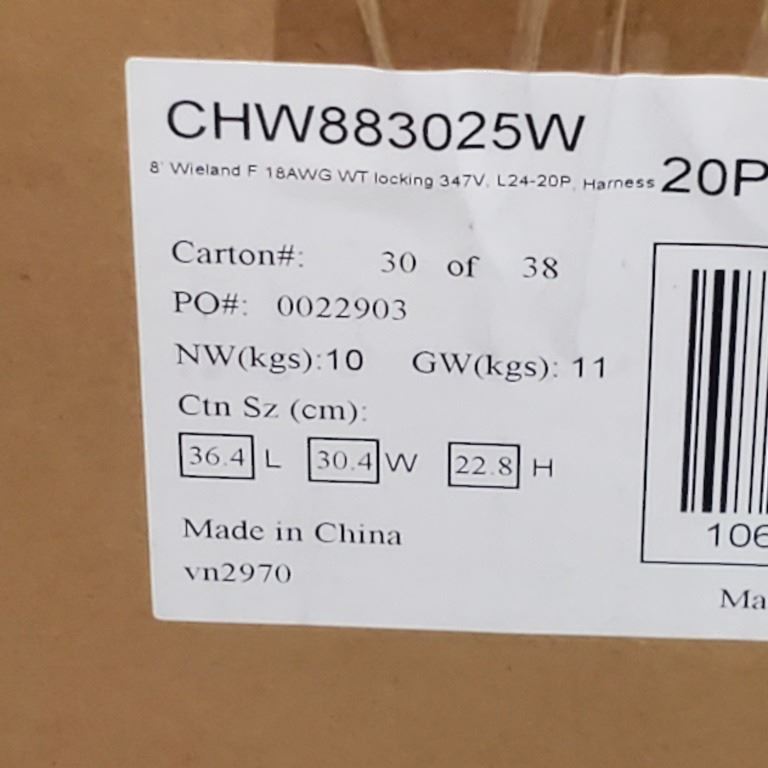 CHW883025W
8' Wieland F 18AWG WT locking 347V, L24-20P, Harness 20P
Carton#: 30 of 38
PO#: 0022903
NW(kgs):10 GW(kgs): 11
Ctn Sz (cm):
36.4 L 30.4 W 22.8 H
106
Made in China
vn2970
Ma